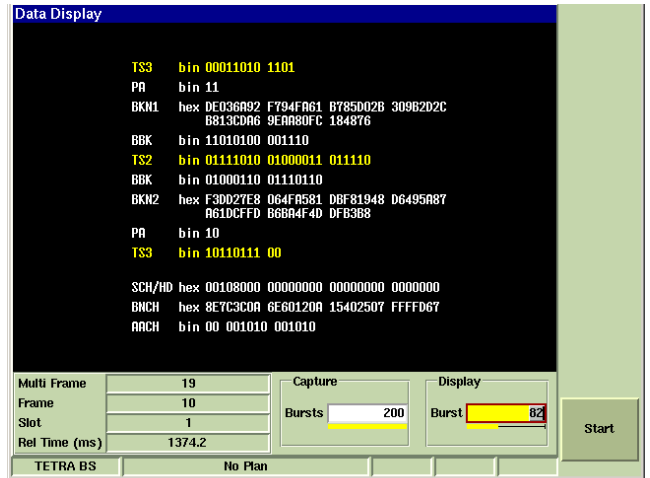 Data Display
TS3 bin 00011010 1101
PA bin 11
BKN1 hex DE036A92 F794FA61 B785D02B 309B2D2C
B813CDA6 9EAA80FC 184876
BBK bin 11010100 001110
TS2 bin 01111010 01000011 011110
BBK bin 01000110 01110110
BKN2 hex F3DD27E8 064FA581 DBF81948 D6495A87
A61DCFFD B6BA4F4D DFB3B8
PA bin 10
TS3 bin 10110111 00
SCH/HD hex 00108000 00000000 00000000 0000000
BNCH hex 8E7C3C0A 6E60120A 15402507 FFFFD67
AACH bin 00 001010 001010
Multi Frame 19
Frame 10
Slot 1
Rel Time (ms) 1374.2
Capture
Bursts 200
Display
Burst 82
Start
TETRA BS No Plan